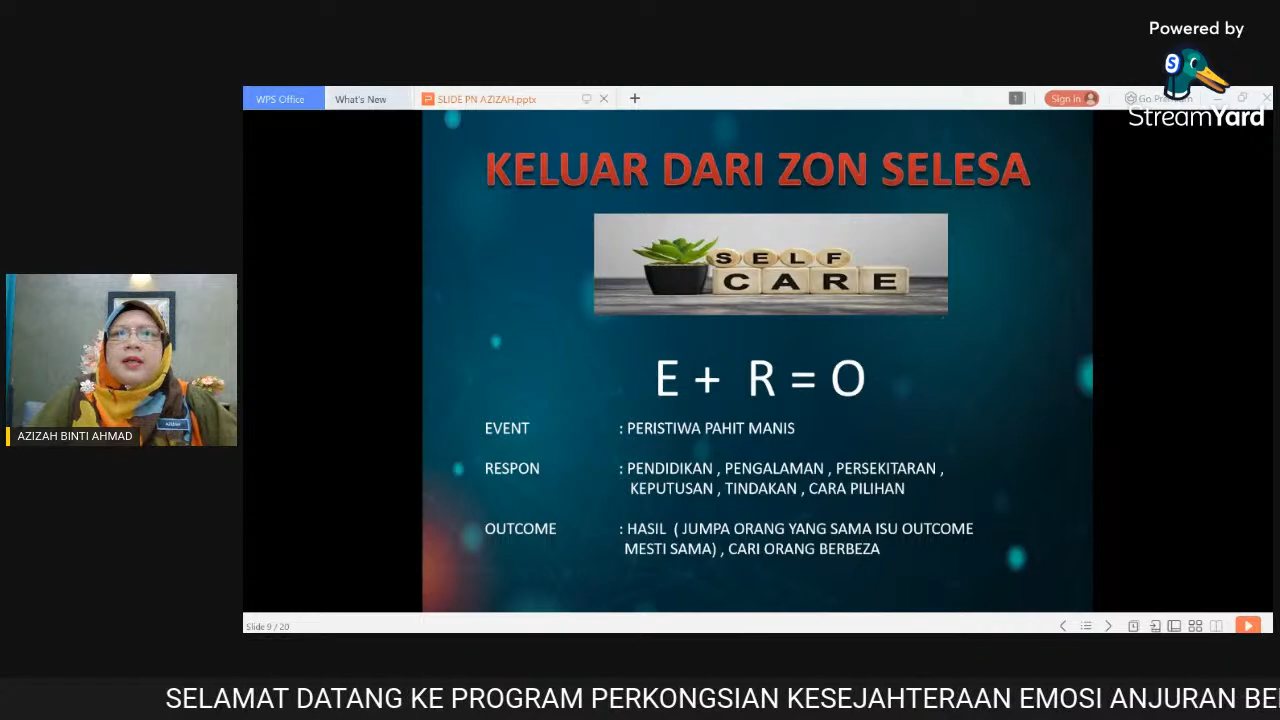 Powered by
StreamYard
WPS Office
What's New
SLIDE PN AZIZAH.pptx
Sign in
Go Premium
KELUAR DARI ZON SELESA
SELF
CARE
E + R = O
EVENT : PERISTIWA PAHIT MANIS
RESPON : PENDIDIKAN , PENGALAMAN , PERSEKITARAN ,
KEPUTUSAN , TINDAKAN , CARA PILIHAN
OUTCOME : HASIL ( JUMPA ORANG YANG SAMA ISU OUTCOME
MESTI SAMA) , CARI ORANG BERBEZA
AZIZAH BINTI AHMAD
Slide 9 / 20
SELAMAT DATANG KE PROGRAM PERKONGSIAN KESEJAHTERAAN EMOSI ANJURAN BE